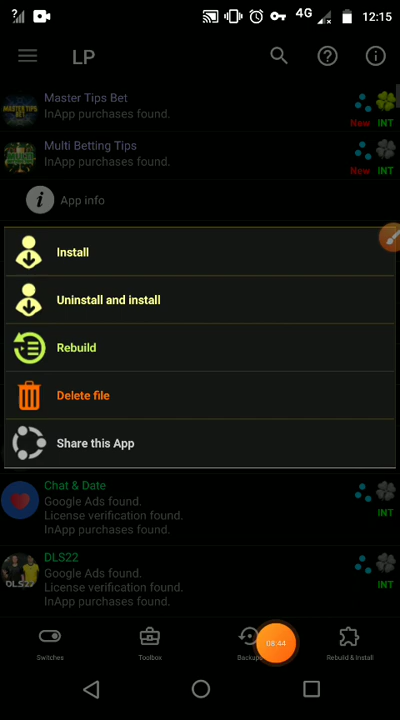 ?
4G
12:15
LP
Master Tips Bet
InApp purchases found.
New INT
Multi Betting Tips
InApp purchases found.
New INT
App info
Install
Uninstall and install
Rebuild
Delete file
Share this App
Chat & Date
Google Ads found.
License verification found.
InApp purchases found.
INT
DLS22
Google Ads found.
License verification found.
InApp purchases found.
INT
08:44
Switches
Toolbox
Backups
Rebuild & Install